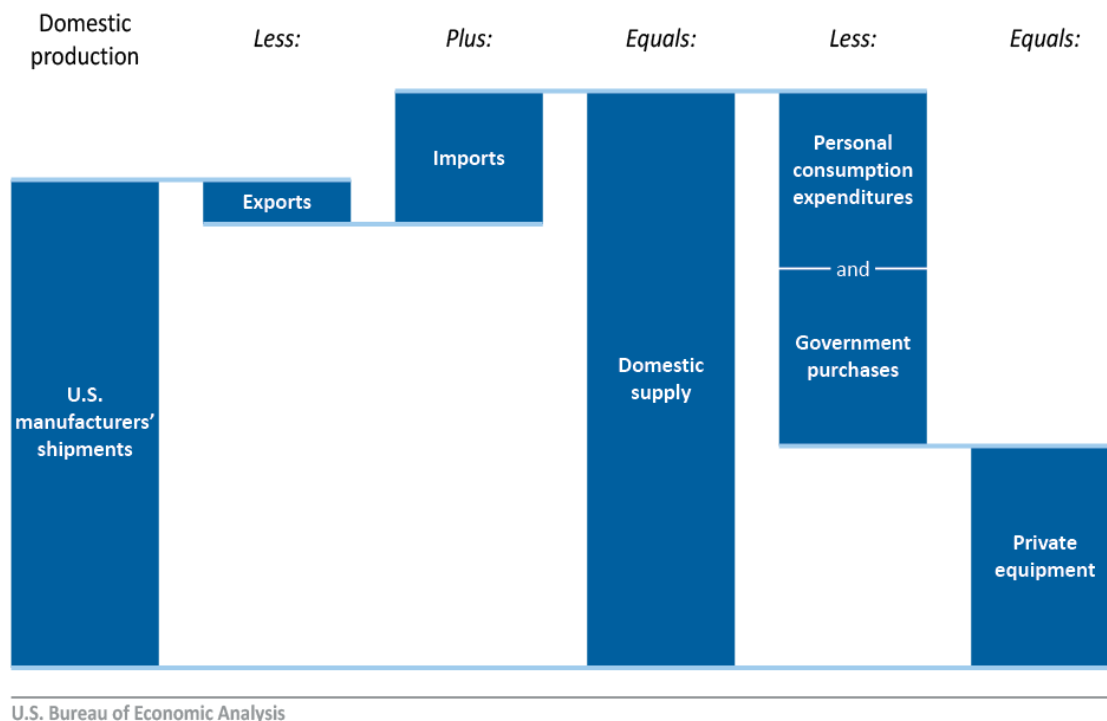 Domestic
production
Less:
Plus:
Equals:
Less:
Equals:
Imports
Personal
consumption
expenditures
Exports
and
Government
purchases
U.S.
manufacturers’
shipments
Domestic
supply
Private
equipment
U.S. Bureau of Economic Analysis